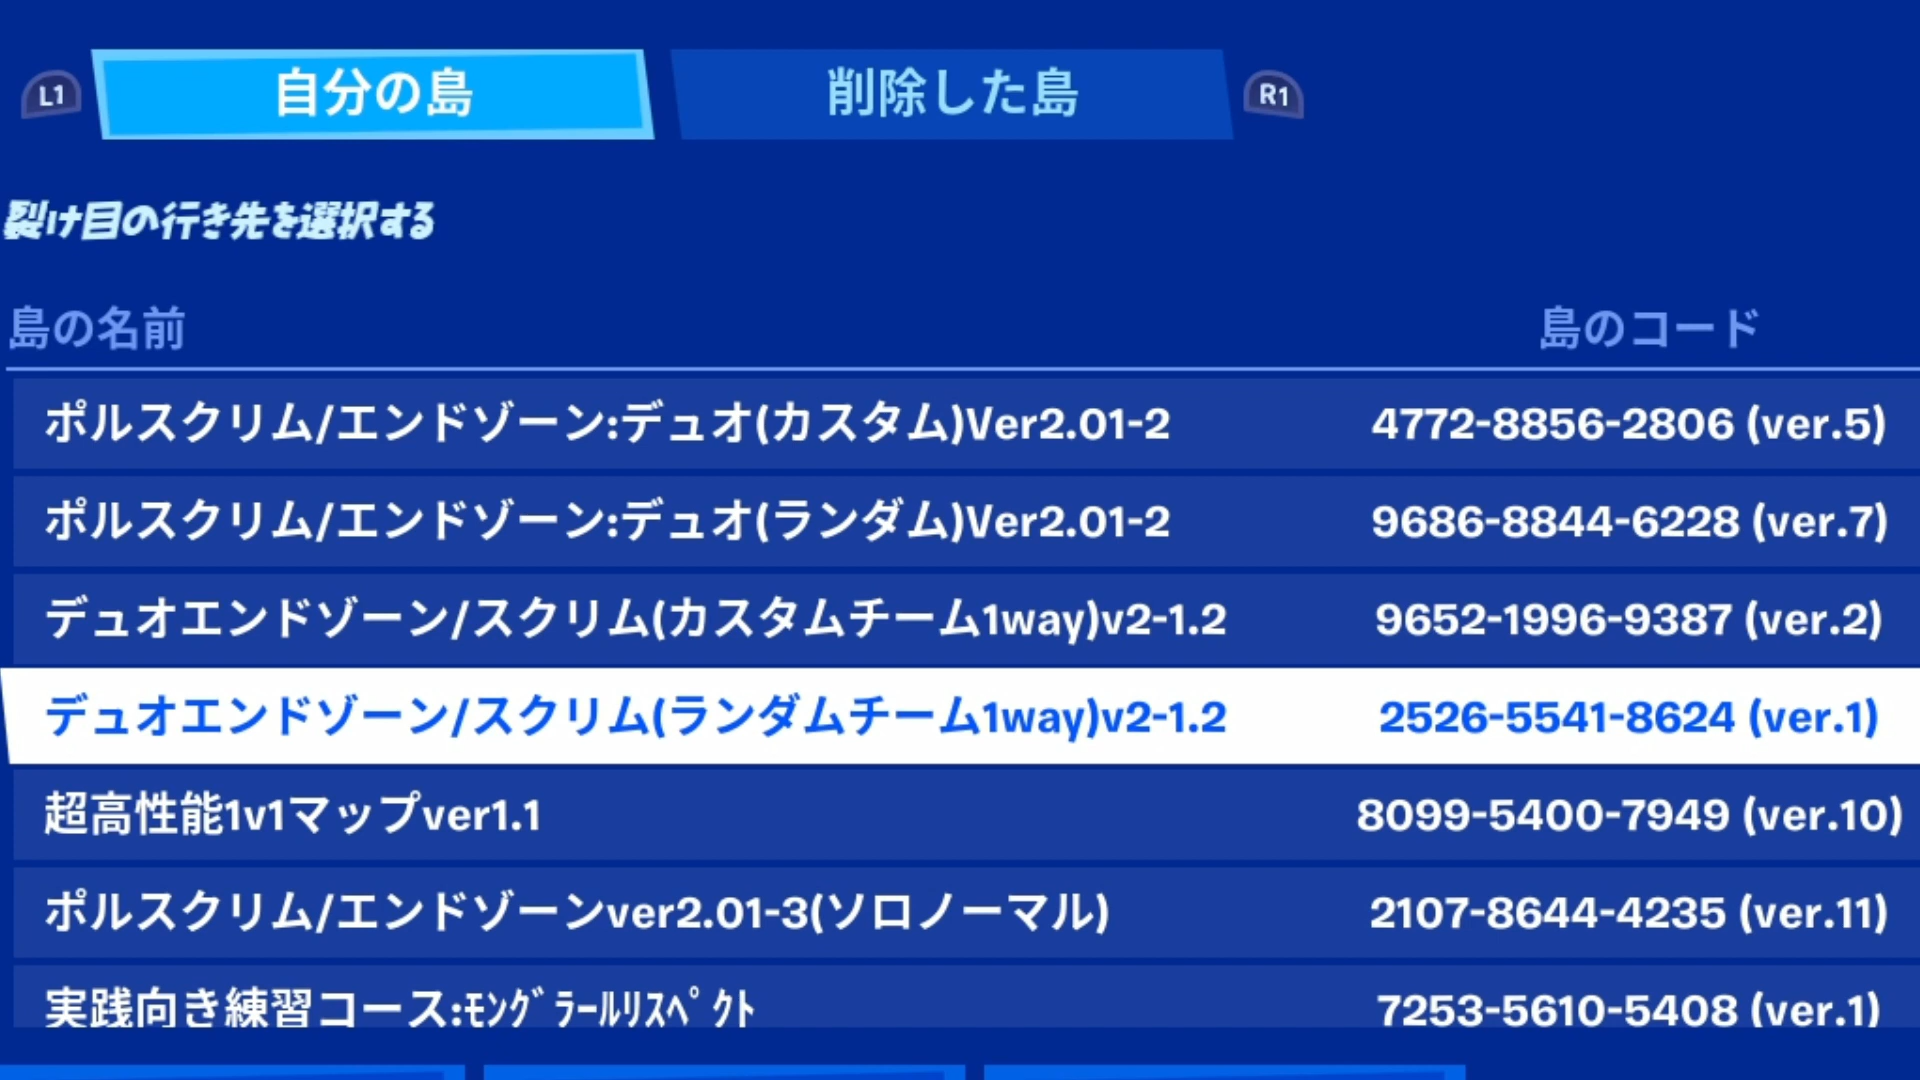 L1 自分の島 削除した島 R1
裂け目の行き先を選択する
島の名前 島のコード
ポルスクリム/エンドゾーン:デュオ(カスタム)Ver2.01-2 4772-8856-2806 (ver.5)
ポルスクリム/エンドゾーン:デュオ(ランダム)Ver2.01-2 9686-8844-6228 (ver.7)
デュオエンドゾーン/スクリム(カスタムチーム1way)v2-1.2 9652-1996-9387 (ver.2)
デュオエンドゾーン/スクリム(ランダムチーム1way)v2-1.2 2526-5541-8624 (ver.1)
超高性能1v1マップver1.1 8099-5400-7949 (ver.10)
ポルスクリム/エンドゾーンver2.01-3(ソロノーマル) 2107-8644-4235 (ver.11)
実践向き練習コース:ﾓﾝｸﾞﾗｰﾙﾘｽﾍﾟｸﾄ 7253-5610-5408 (ver.1)